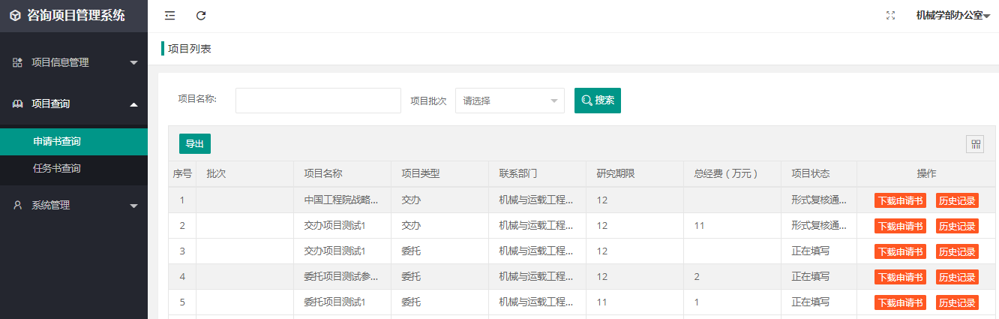 咨询项目管理系统
机械学部办公室
项目信息管理
项目查询
申请书查询
任务书查询
系统管理
项目列表
项目名称: 项目批次 请选择 搜索
导出
序号 批次 项目名称 项目类型 联系部门 研究期限 总经费（万元） 项目状态 操作
1 中国工程院战略... 交办 机械与运载工程... 12 形式复核通... 下载申请书 历史记录
2 交办项目测试1 交办 机械与运载工程... 12 11 形式复核通... 下载申请书 历史记录
3 交办项目测试1 委托 机械与运载工程... 12 正在填写 下载申请书 历史记录
4 委托项目测试参... 委托 机械与运载工程... 12 2 正在填写 下载申请书 历史记录
5 委托项目测试1 委托 机械与运载工程... 11 1 正在填写 下载申请书 历史记录